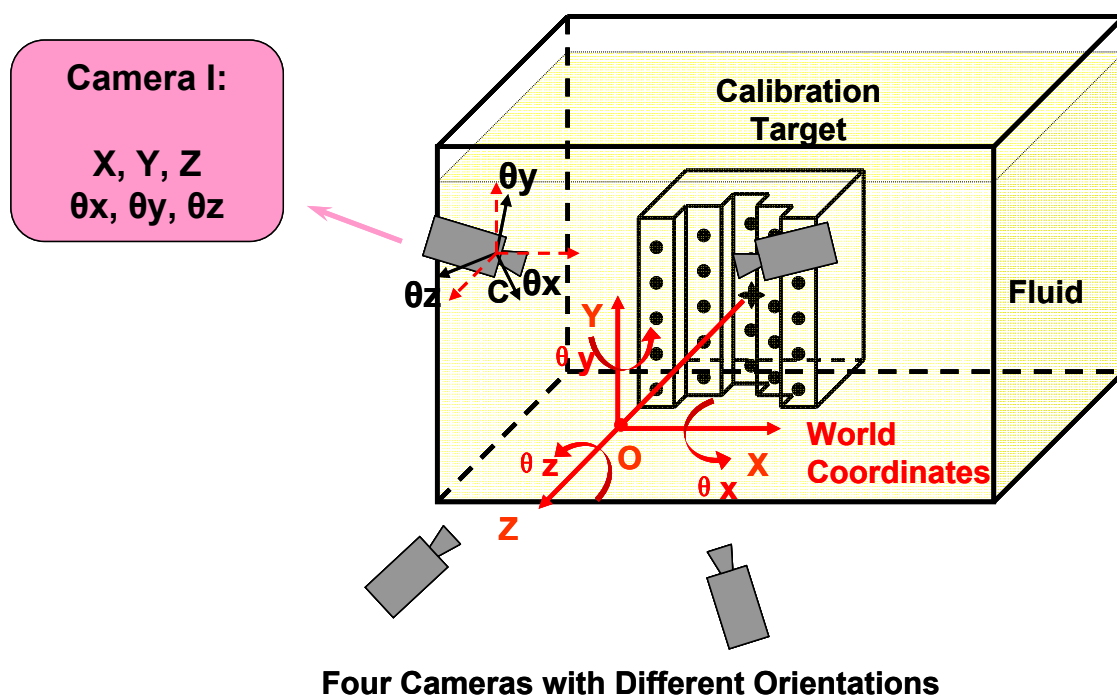 Camera I:
X, Y, Z
θx, θy, θz
Calibration
Target
θy
θx
θz
C
Fluid
Y
θ y
θ z
O
X
θ x
Z
World
Coordinates
Four Cameras with Different Orientations